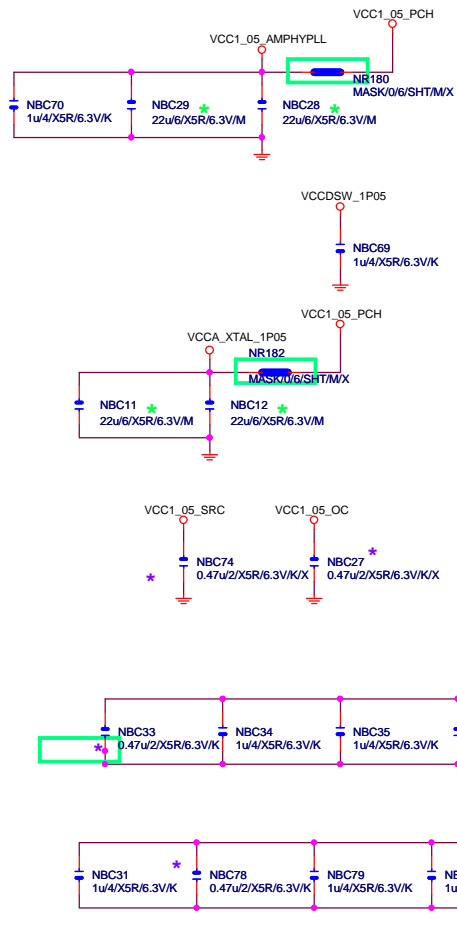 VCC1_05_PCH
VCC1_05_AMPHYPLL
NR180
MASK/0/6/SHT/M/X
NBC70
1u/4/X5R/6.3V/K
NBC29 *
22u/6/X5R/6.3V/M
NBC28 *
22u/6/X5R/6.3V/M
VCCDSW_1P05
NBC69
1u/4/X5R/6.3V/K
VCC1_05_PCH
VCCA_XTAL_1P05
NR182
MASK/0/6/SHT/M/X
NBC11 *
22u/6/X5R/6.3V/M
NBC12 *
22u/6/X5R/6.3V/M
VCC1_05_SRC
VCC1_05_OC
*
NBC74
0.47u/2/X5R/6.3V/K/X
*
NBC27
0.47u/2/X5R/6.3V/K/X
*
NBC33
0.47u/2/X5R/6.3V/K
NBC34
1u/4/X5R/6.3V/K
NBC35
1u/4/X5R/6.3V/K
NBC31
1u/4/X5R/6.3V/K
*
NBC78
0.47u/2/X5R/6.3V/K
NBC79
1u/4/X5R/6.3V/K
1u